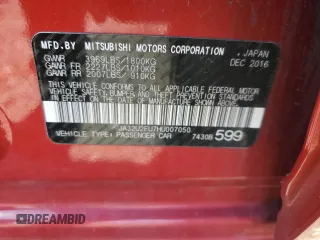 MFD.BY MITSUBISHI MOTORS CORPORATION JAPAN
GVWR 3969LBS/1800KG DEC 2016
GAWR FR 2227LBS/1010KG
GAWR RR 2007LBS/910KG
THIS VEHICLE CONFORMS TO ALL APPLICABLE FEDERAL MOTOR VEHICLE
SAFETY, BUMPER, AND THEFT PREVENTION STANDARDS IN EFFECT
ON THE DATE OF MANUFACTURE SHOWN ABOVE.
JA32U2FU7HU007050
VEHICLE TYPE: PASSENGER CAR 7430B 599
DREAMBID